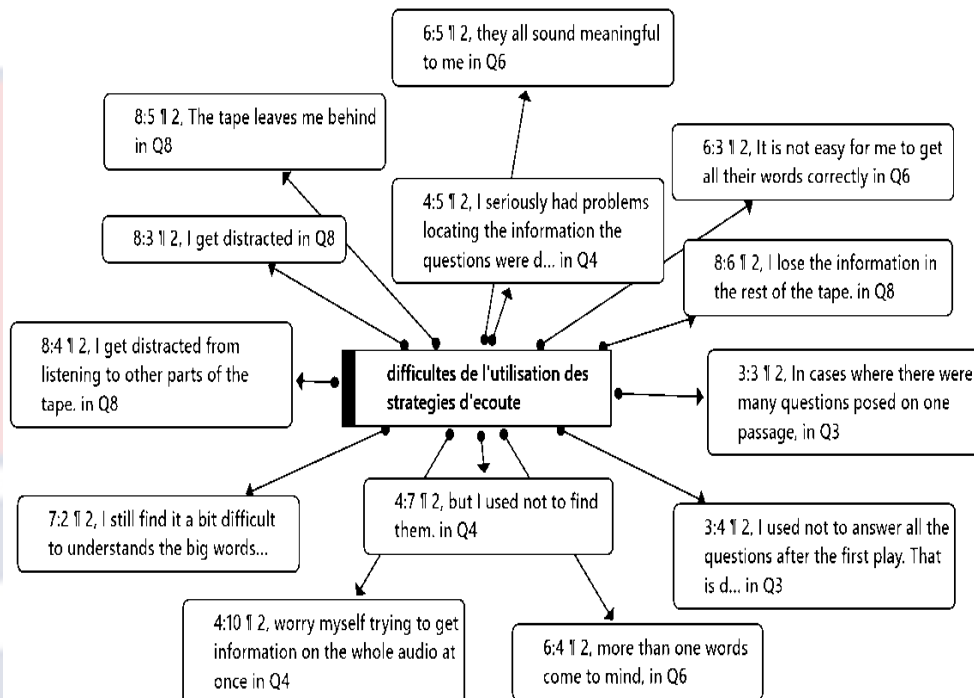 6:5 ¶ 2, they all sound meaningful
to me in Q6
8:5 ¶ 2, The tape leaves me behind
in Q8
6:3 ¶ 2, It is not easy for me to get
all their words correctly in Q6
4:5 ¶ 2, I seriously had problems
locating the information the
questions were d... in Q4
8:3 ¶ 2, I get distracted in Q8
8:6 ¶ 2, I lose the information in
the rest of the tape. in Q8
8:4 ¶ 2, I get distracted from
listening to other parts of the
tape. in Q8
difficultes de l'utilisation des
strategies d'ecoute
3:3 ¶ 2, In cases where there were
many questions posed on one
passage, in Q3
7:2 ¶ 2, I still find it a bit difficult
to understands the big words...
4:7 ¶ 2, but I used not to find
them. in Q4
3:4 ¶ 2, I used not to answer all the
questions after the first play. That
is d... in Q3
4:10 ¶ 2, worry myself trying to get
information on the whole audio at
once in Q4
6:4 ¶ 2, more than one words
come to mind, in Q6